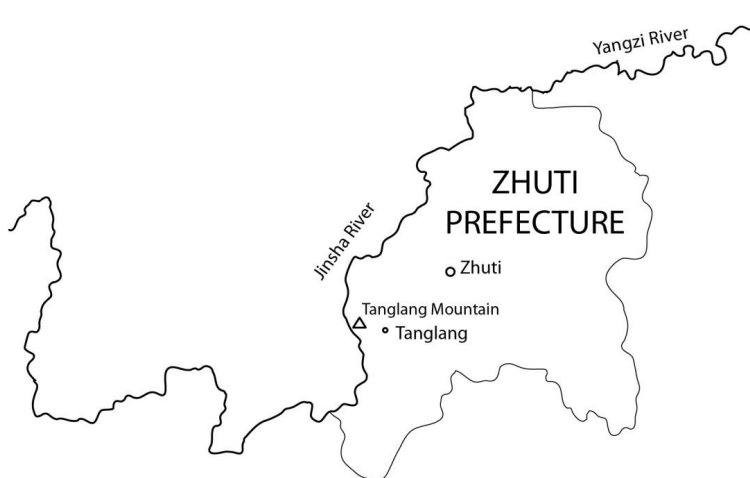 Yangzi River
ZHUTI
PREFECTURE
Jinsha River
Zhuti
Tanglang Mountain
Tanglang